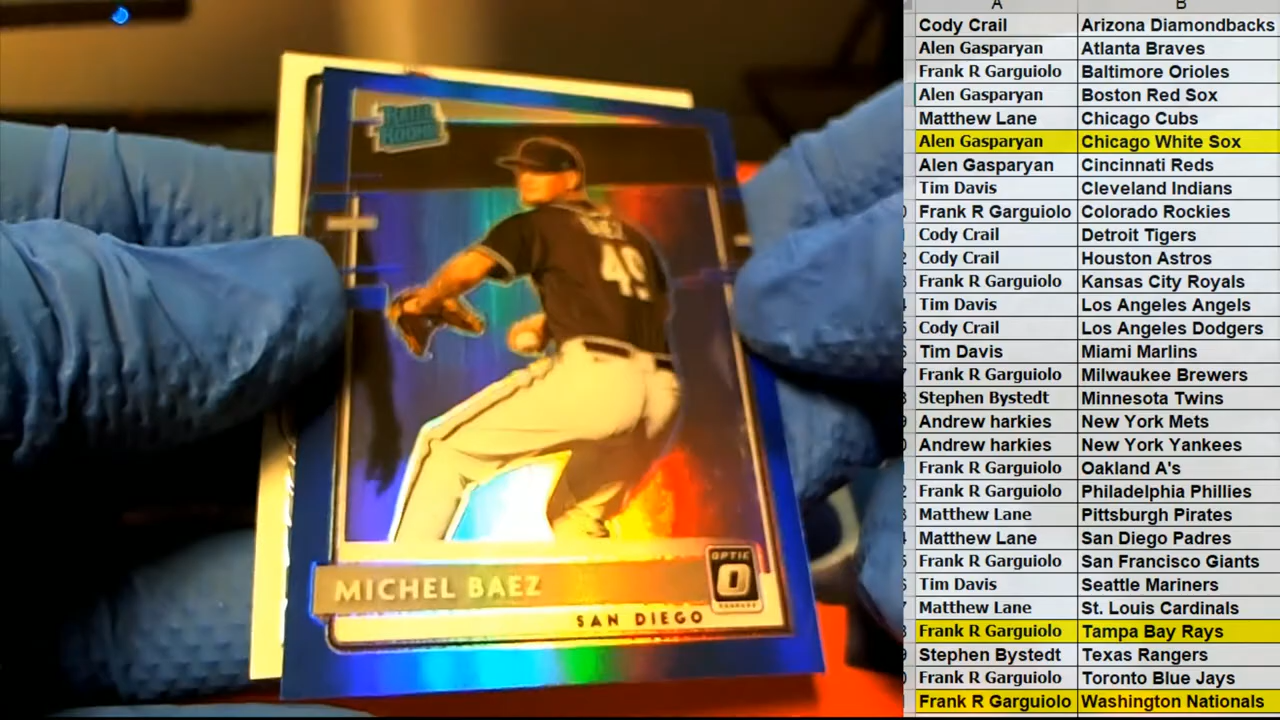 RATED
ROOKIE
BAEZ
49
MICHEL BAEZ
SAN DIEGO
OPTIC
A B
Cody Crail Arizona Diamondbacks
Alen Gasparyan Atlanta Braves
Frank R Garguiolo Baltimore Orioles
Alen Gasparyan Boston Red Sox
Matthew Lane Chicago Cubs
Alen Gasparyan Chicago White Sox
Alen Gasparyan Cincinnati Reds
Tim Davis Cleveland Indians
Frank R Garguiolo Colorado Rockies
Cody Crail Detroit Tigers
Cody Crail Houston Astros
Frank R Garguiolo Kansas City Royals
Tim Davis Los Angeles Angels
Cody Crail Los Angeles Dodgers
Tim Davis Miami Marlins
Frank R Garguiolo Milwaukee Brewers
Stephen Bystedt Minnesota Twins
Andrew harkies New York Mets
Andrew harkies New York Yankees
Frank R Garguiolo Oakland A's
Frank R Garguiolo Philadelphia Phillies
Matthew Lane Pittsburgh Pirates
Matthew Lane San Diego Padres
Frank R Garguiolo San Francisco Giants
Tim Davis Seattle Mariners
Matthew Lane St. Louis Cardinals
Frank R Garguiolo Tampa Bay Rays
Stephen Bystedt Texas Rangers
Frank R Garguiolo Toronto Blue Jays
Frank R Garguiolo Washington Nationals